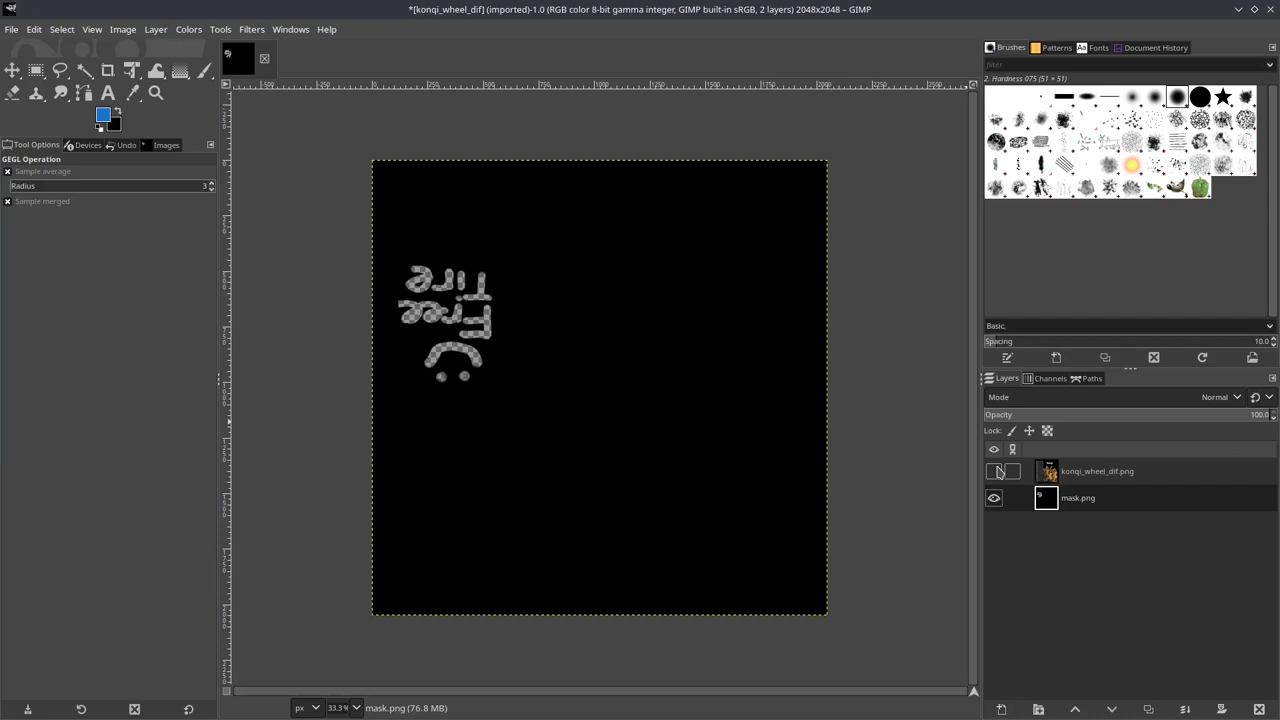 *[konqi_wheel_dif] (imported)-1.0 (RGB color 8-bit gamma integer, GIMP built-in sRGB, 2 layers) 2048x2048 – GIMP
File Edit Select View Image Layer Colors Tools Filters Windows Help
Brushes Patterns Aa Fonts Document History
filter
2. Hardness 075 (51 × 51)
Tool Options Devices Undo Images
GEGL Operation
Sample average
Radius 3
Sample merged
Basic,
Spacing 10.0
Layers Channels Paths
Mode Normal
Opacity 100.0
Lock:
konqi_wheel_dif.png
mask.png
px 33.3% mask.png (76.8 MB)